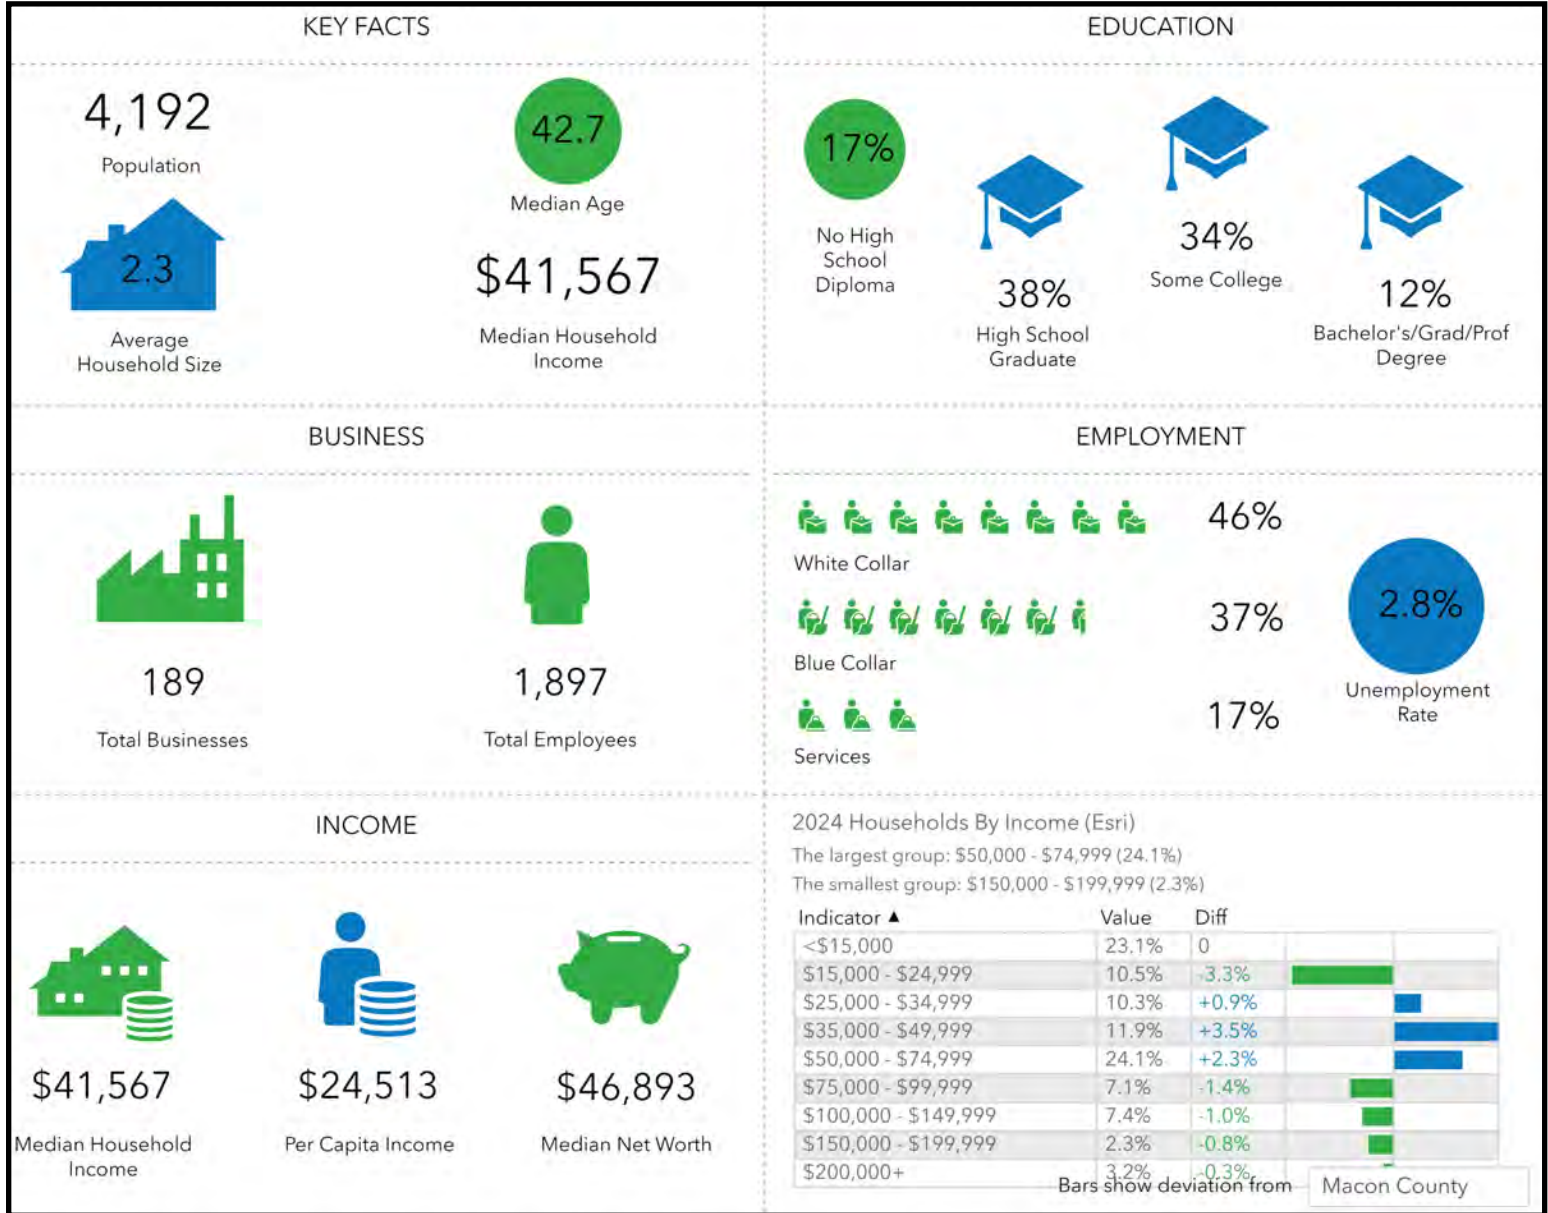 KEY FACTS
4,192
Population
42.7
Median Age
2.3
Average
Household Size
$41,567
Median Household
Income
EDUCATION
17%
No High
School
Diploma
38%
High School
Graduate
34%
Some College
12%
Bachelor's/Grad/Prof
Degree
BUSINESS
189
Total Businesses
1,897
Total Employees
EMPLOYMENT
46%
White Collar
37%
Blue Collar
17%
Services
2.8%
Unemployment
Rate
INCOME
$41,567
Median Household
Income
$24,513
Per Capita Income
$46,893
Median Net Worth
2024 Households By Income (Esri)
The largest group: $50,000 - $74,999 (24.1%)
The smallest group: $150,000 - $199,999 (2.3%)
Indicator ▲ Value Diff
<$15,000 23.1% 0
$15,000 - $24,999 10.5% -3.3%
$25,000 - $34,999 10.3% +0.9%
$35,000 - $49,999 11.9% +3.5%
$50,000 - $74,999 24.1% +2.3%
$75,000 - $99,999 7.1% -1.4%
$100,000 - $149,999 7.4% -1.0%
$150,000 - $199,999 2.3% -0.8%
$200,000+ 3.2% -0.3%
Bars show deviation from Macon County